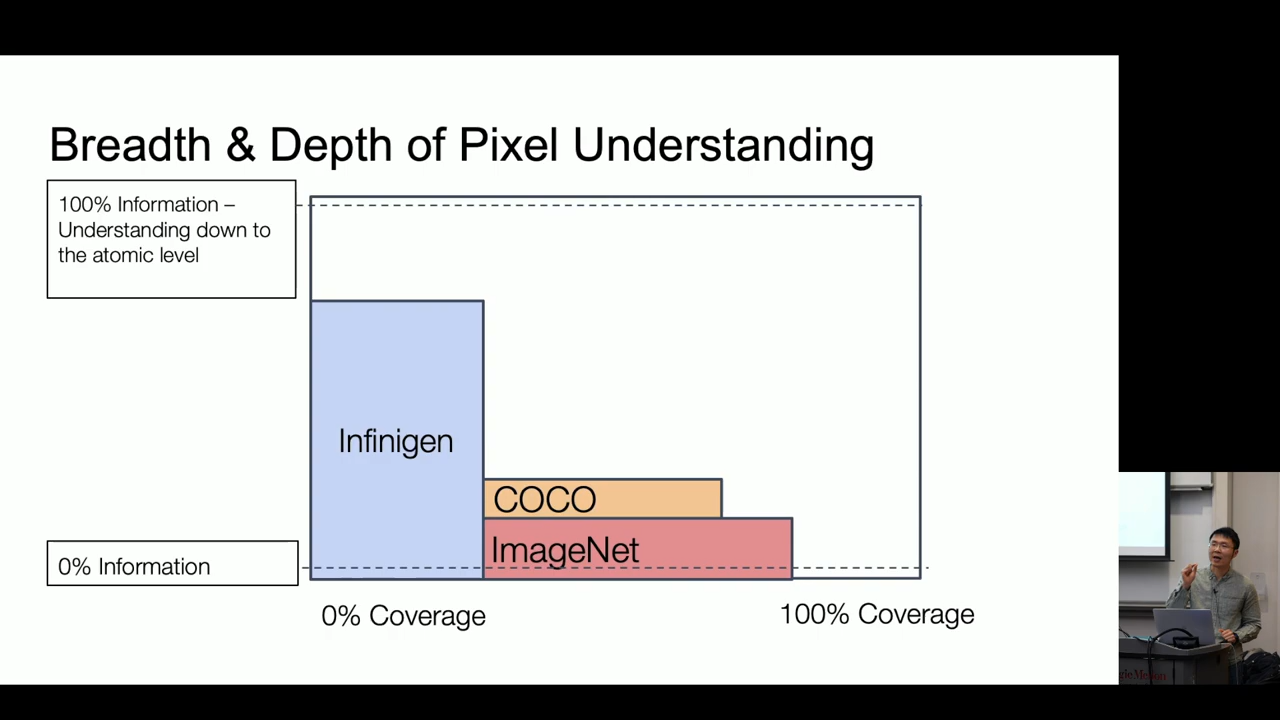 Breadth & Depth of Pixel Understanding
100% Information –
Understanding down to
the atomic level
Infinigen
COCO
ImageNet
0% Information
0% Coverage
100% Coverage